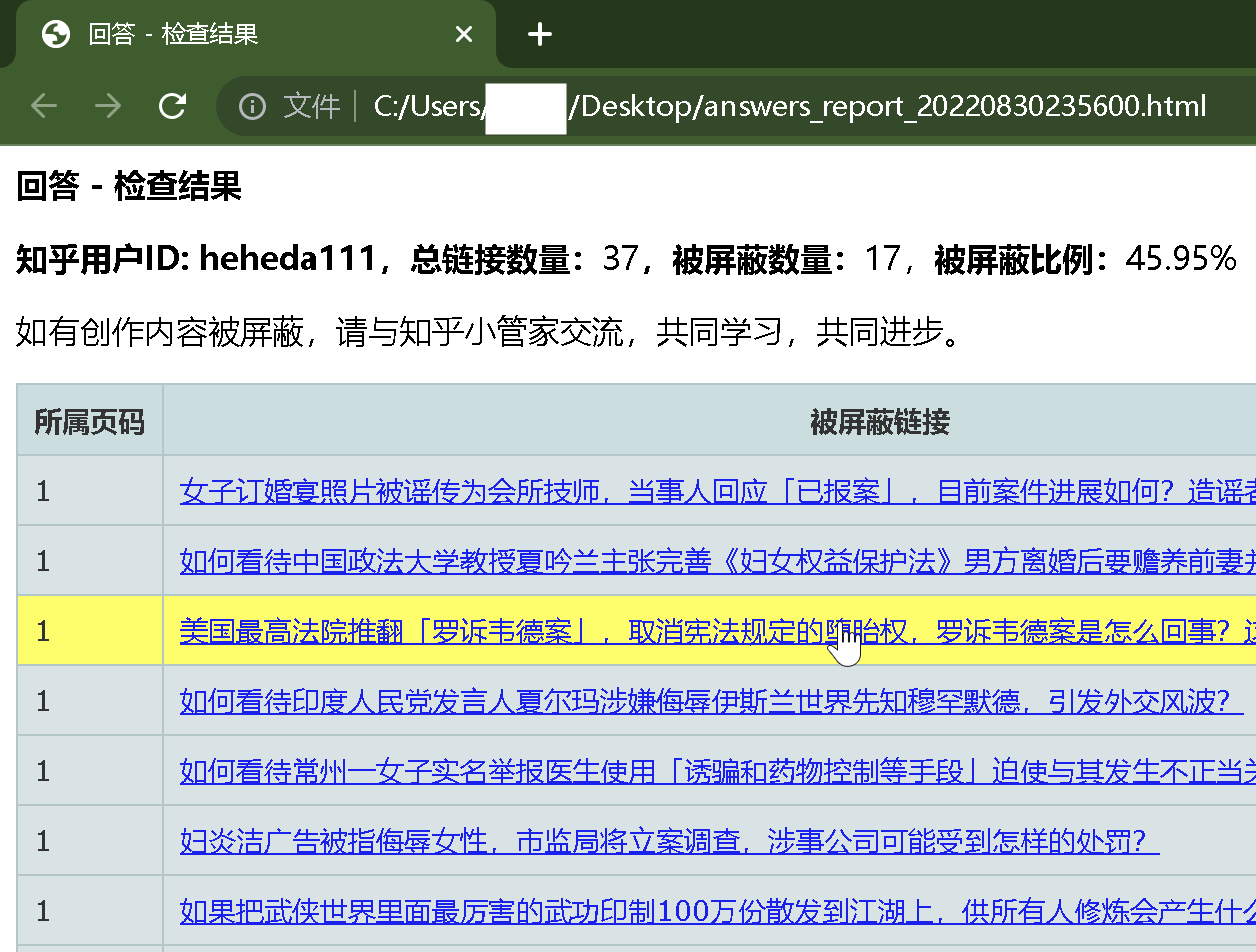 回答 - 检查结果
文件 | C:/Users/ /Desktop/answers_report_20220830235600.html
回答 - 检查结果
知乎用户ID: heheda111，总链接数量：37，被屏蔽数量：17，被屏蔽比例：45.95%
如有创作内容被屏蔽，请与知乎小管家交流，共同学习，共同进步。
所属页码 被屏蔽链接
1 女子订婚宴照片被谣传为会所技师，当事人回应「已报案」，目前案件进展如何？造谣者
1 如何看待中国政法大学教授夏吟兰主张完善《妇女权益保护法》男方离婚后要赡养前妻并
1 美国最高法院推翻「罗诉韦德案」，取消宪法规定的堕胎权，罗诉韦德案是怎么回事？这
1 如何看待印度人民党发言人夏尔玛涉嫌侮辱伊斯兰世界先知穆罕默德，引发外交风波？
1 如何看待常州一女子实名举报医生使用「诱骗和药物控制等手段」迫使与其发生不正当关
1 妇炎洁广告被指侮辱女性，市监局将立案调查，涉事公司可能受到怎样的处罚？
1 如果把武侠世界里面最厉害的武功印制100万份散发到江湖上，供所有人修炼会产生什么